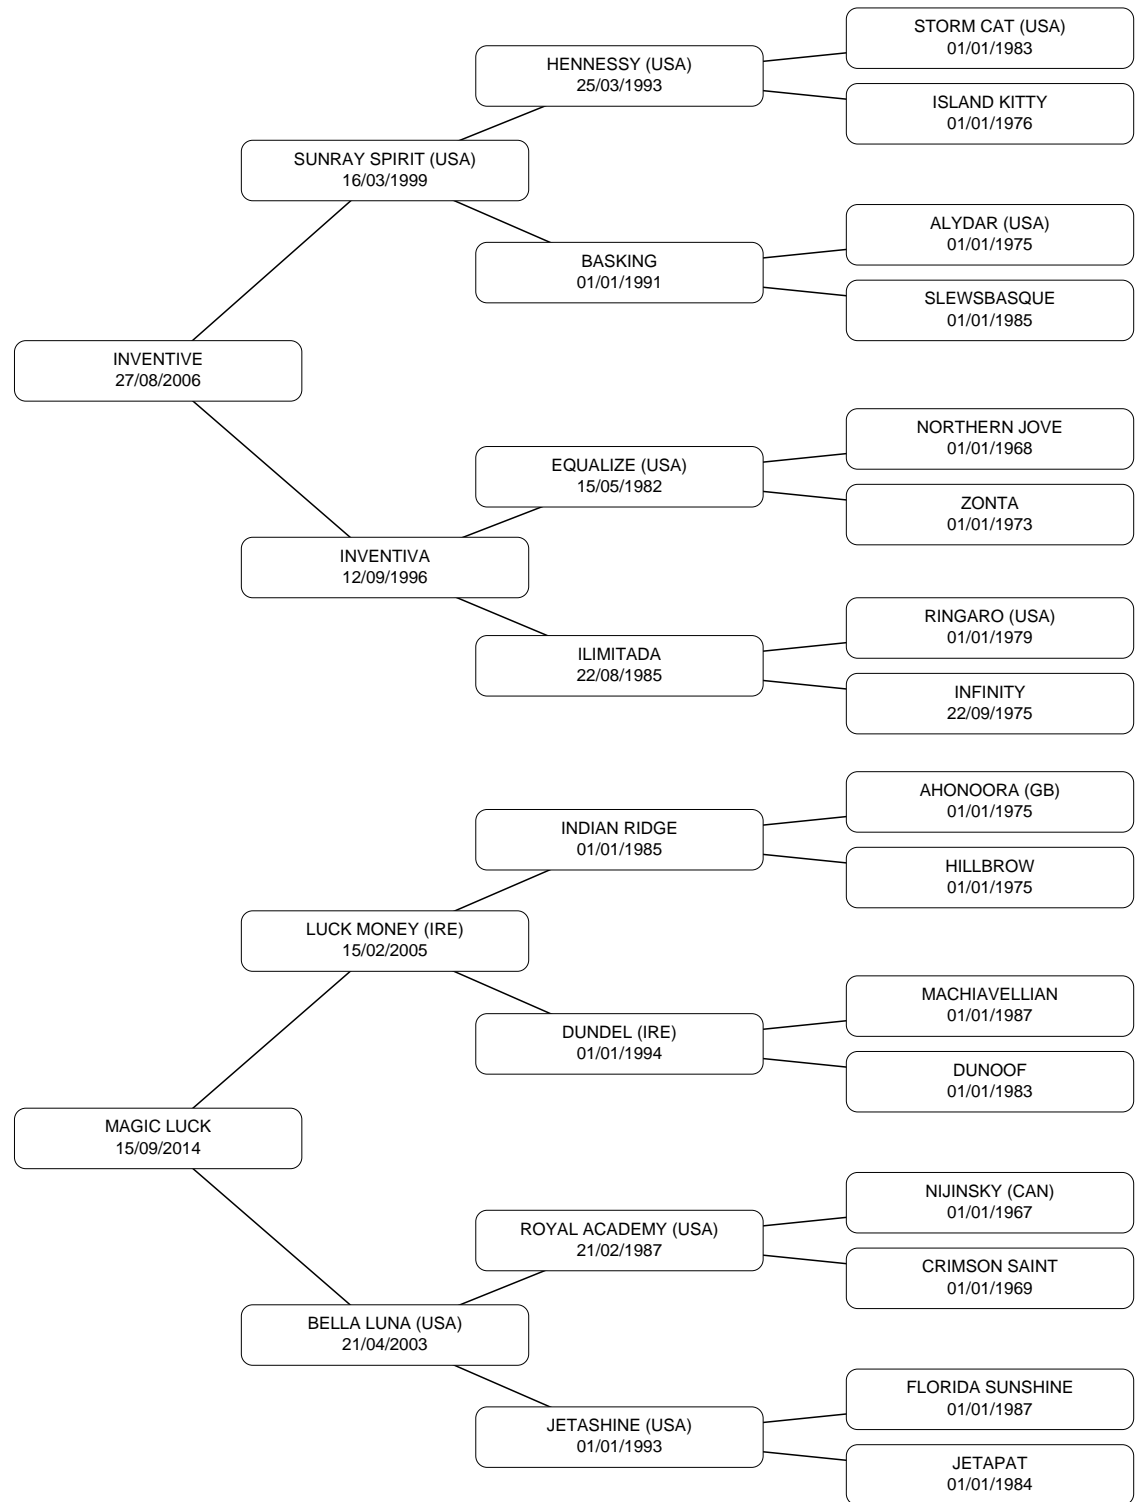 STORM CAT (USA)
01/01/1983
HENNESSY (USA)
25/03/1993
ISLAND KITTY
01/01/1976
SUNRAY SPIRIT (USA)
16/03/1999
ALYDAR (USA)
01/01/1975
BASKING
01/01/1991
SLEWSBASQUE
01/01/1985
INVENTIVE
27/08/2006
NORTHERN JOVE
01/01/1968
EQUALIZE (USA)
15/05/1982
ZONTA
01/01/1973
INVENTIVA
12/09/1996
RINGARO (USA)
01/01/1979
ILIMITADA
22/08/1985
INFINITY
22/09/1975
AHONOORA (GB)
01/01/1975
INDIAN RIDGE
01/01/1985
HILLBROW
01/01/1975
LUCK MONEY (IRE)
15/02/2005
MACHIAVELLIAN
01/01/1987
DUNDEL (IRE)
01/01/1994
DUNOOF
01/01/1983
MAGIC LUCK
15/09/2014
NIJINSKY (CAN)
01/01/1967
ROYAL ACADEMY (USA)
21/02/1987
CRIMSON SAINT
01/01/1969
BELLA LUNA (USA)
21/04/2003
FLORIDA SUNSHINE
01/01/1987
JETASHINE (USA)
01/01/1993
JETAPAT
01/01/1984